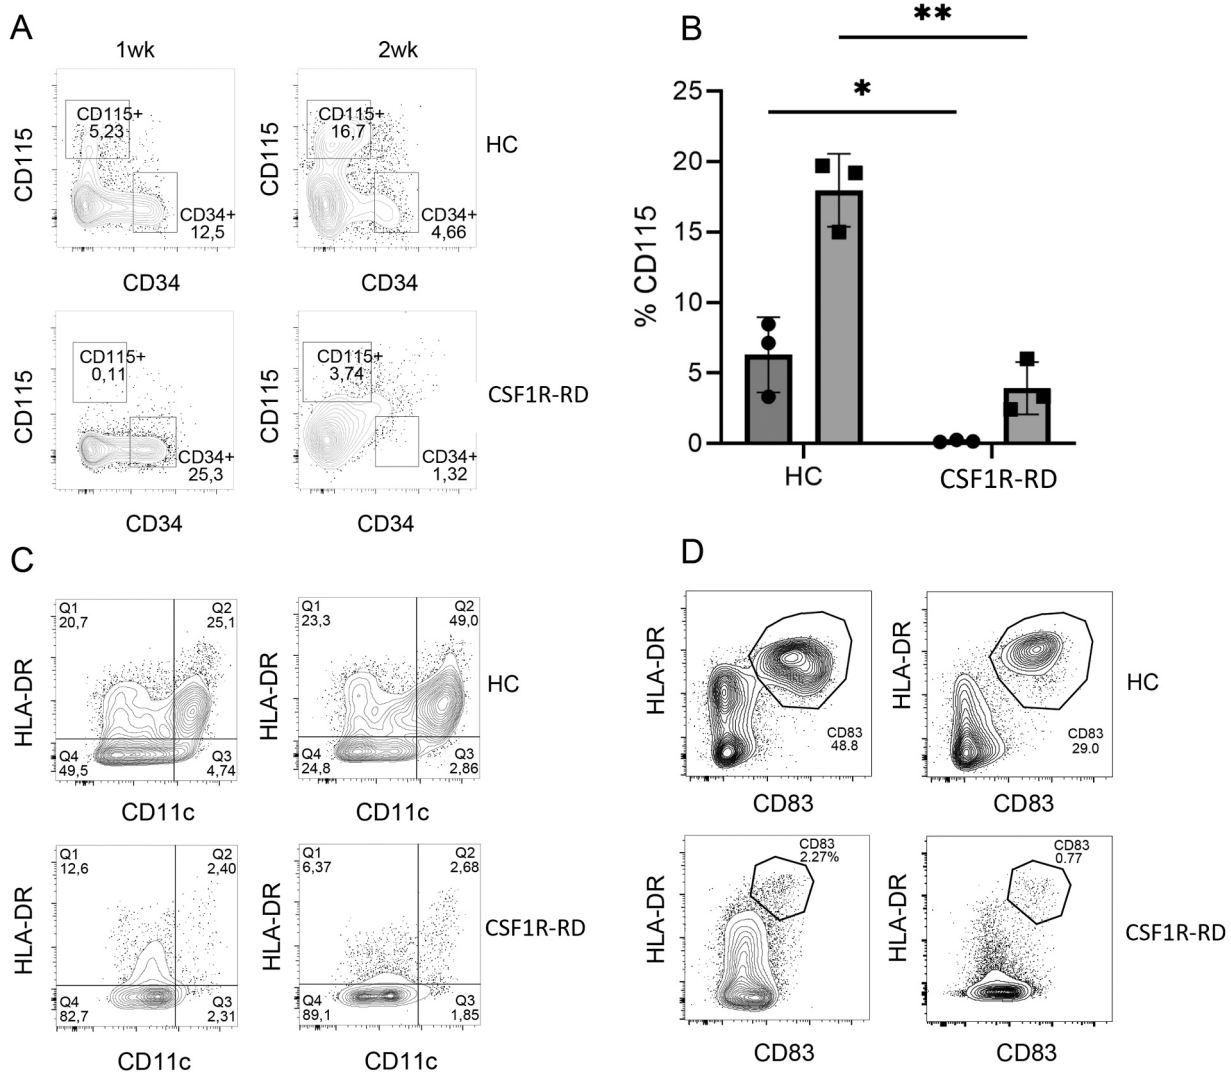 A
1wk
2wk
CD115+
5,23
CD34+
12,5
CD115
CD34
CD115+
16,7
CD34+
4,66
CD115
CD34
HC
CD115+
0,11
CD34+
25,3
CD115
CD34
CD115+
3,74
CD34+
1,32
CD115
CD34
CSF1R-RD
B
**
*
25
20
15
10
5
0
% CD115
HC
CSF1R-RD
C
Q1
20,7
Q2
25,1
Q4
49,5
Q3
4,74
HLA-DR
CD11c
Q1
23,3
Q2
49,0
Q4
24,8
Q3
2,86
HLA-DR
CD11c
HC
Q1
12,6
Q2
2,40
Q4
82,7
Q3
2,31
HLA-DR
CD11c
Q1
6,37
Q2
2,68
Q4
89,1
Q3
1,85
HLA-DR
CD11c
CSF1R-RD
D
HLA-DR
CD83
48.8
CD83
HLA-DR
CD83
29.0
CD83
HC
HLA-DR
CD83
2.27%
CD83
HLA-DR
CD83
0.77
CD83
CSF1R-RD